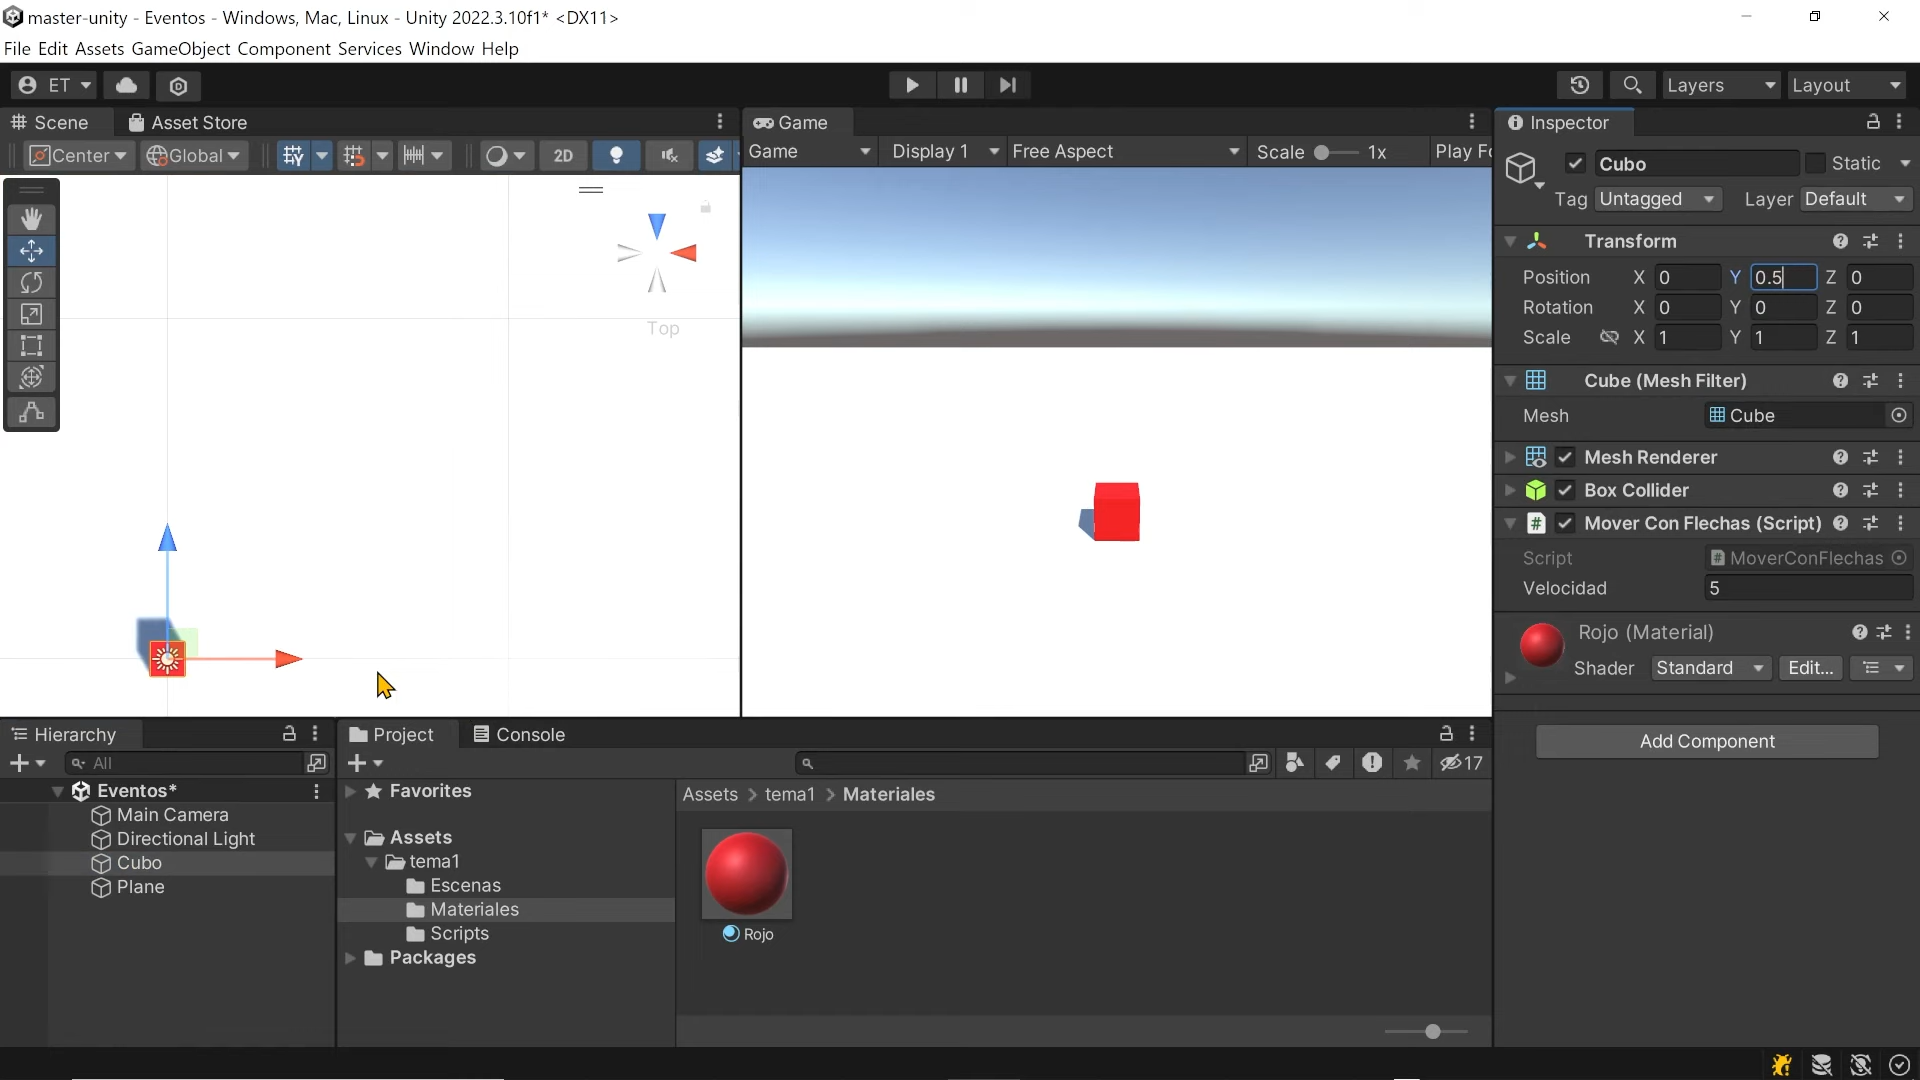 master-unity - Eventos - Windows, Mac, Linux - Unity 2022.3.10f1* <DX11>
File Edit Assets GameObject Component Services Window Help
ET
Layers
Layout
Scene
Asset Store
Game
Inspector
Center
Global
2D
Game
Display 1
Free Aspect
Scale
1x
Play Fo
Cubo
Static
Tag
Untagged
Layer
Default
Transform
Position X 0 Y 0.5 Z 0
Rotation X 0 Y 0 Z 0
Scale X 1 Y 1 Z 1
Top
Cube (Mesh Filter)
Mesh
Cube
Mesh Renderer
Box Collider
Mover Con Flechas (Script)
Script
MoverConFlechas
Velocidad
5
Rojo (Material)
Shader
Standard
Edit...
Add Component
Hierarchy
All
Eventos*
Main Camera
Directional Light
Cubo
Plane
Project
Console
17
Favorites
Assets
tema1
Escenas
Materiales
Scripts
Packages
Assets > tema1 > Materiales
Rojo